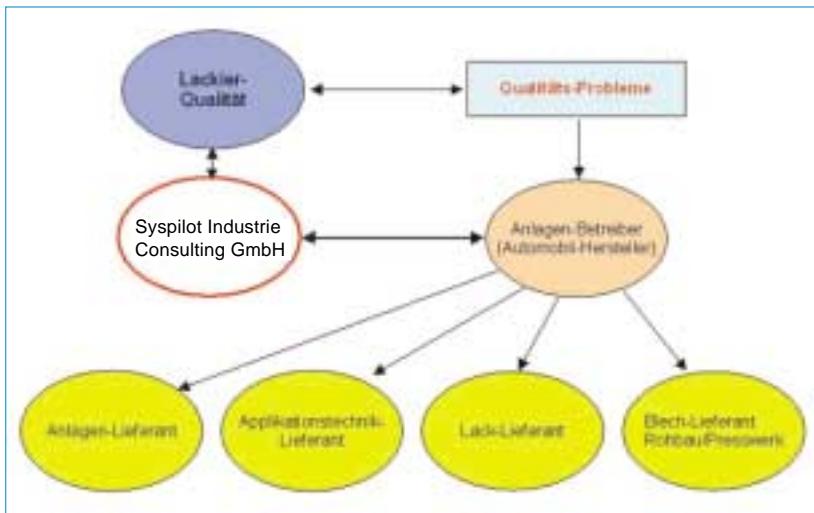 Lackier-
Qualität
Qualitäts-Probleme
Syspilot Industrie
Consulting GmbH
Anlagen-Betreiber
(Automobil-Hersteller)
Anlagen-Lieferant
Applikationstechnik-
Lieferant
Lack-Lieferant
Blech-Lieferant
Rohbau/Presswerk